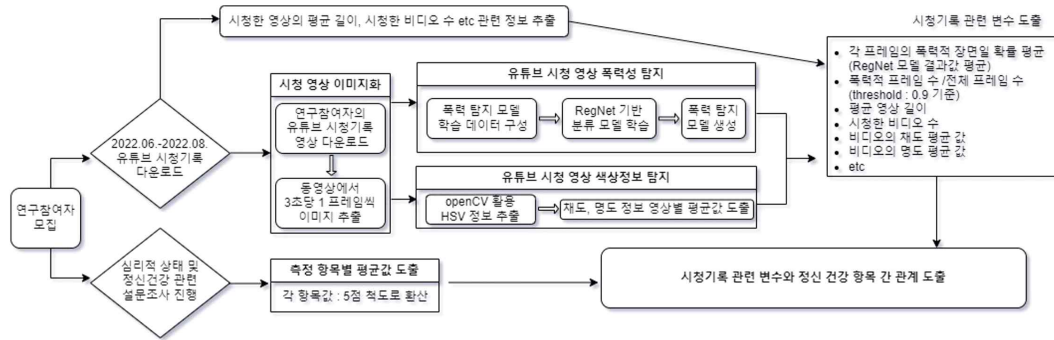 시청한 영상의 평균 길이, 시청한 비디오 수 etc 관련 정보 추출
시청기록 관련 변수 도출
각 프레임의 폭력적 장면일 확률 평균
(RegNet 모델 결과값 평균)
폭력적 프레임 수 /전체 프레임 수
(threshold : 0.9 기준)
평균 영상 길이
시청한 비디오 수
비디오의 채도 평균 값
비디오의 명도 평균 값
etc
연구참여자
모집
2022.06.-2022.08.
유튜브 시청기록
다운로드
시청 영상 이미지화
연구참여자의
유튜브 시청기록
영상 다운로드
동영상에서
3초당 1 프레임씩
이미지 추출
유튜브 시청 영상 폭력성 탐지
폭력 탐지 모델
학습 데이터 구성
RegNet 기반
분류 모델 학습
폭력 탐지
모델 생성
유튜브 시청 영상 색상정보 탐지
openCV 활용
HSV 정보 추출
채도, 명도 정보 영상별 평균값 도출
심리적 상태 및
정신건강 관련
설문조사 진행
측정 항목별 평균값 도출
각 항목값 : 5점 척도로 환산
시청기록 관련 변수와 정신 건강 항목 간 관계 도출